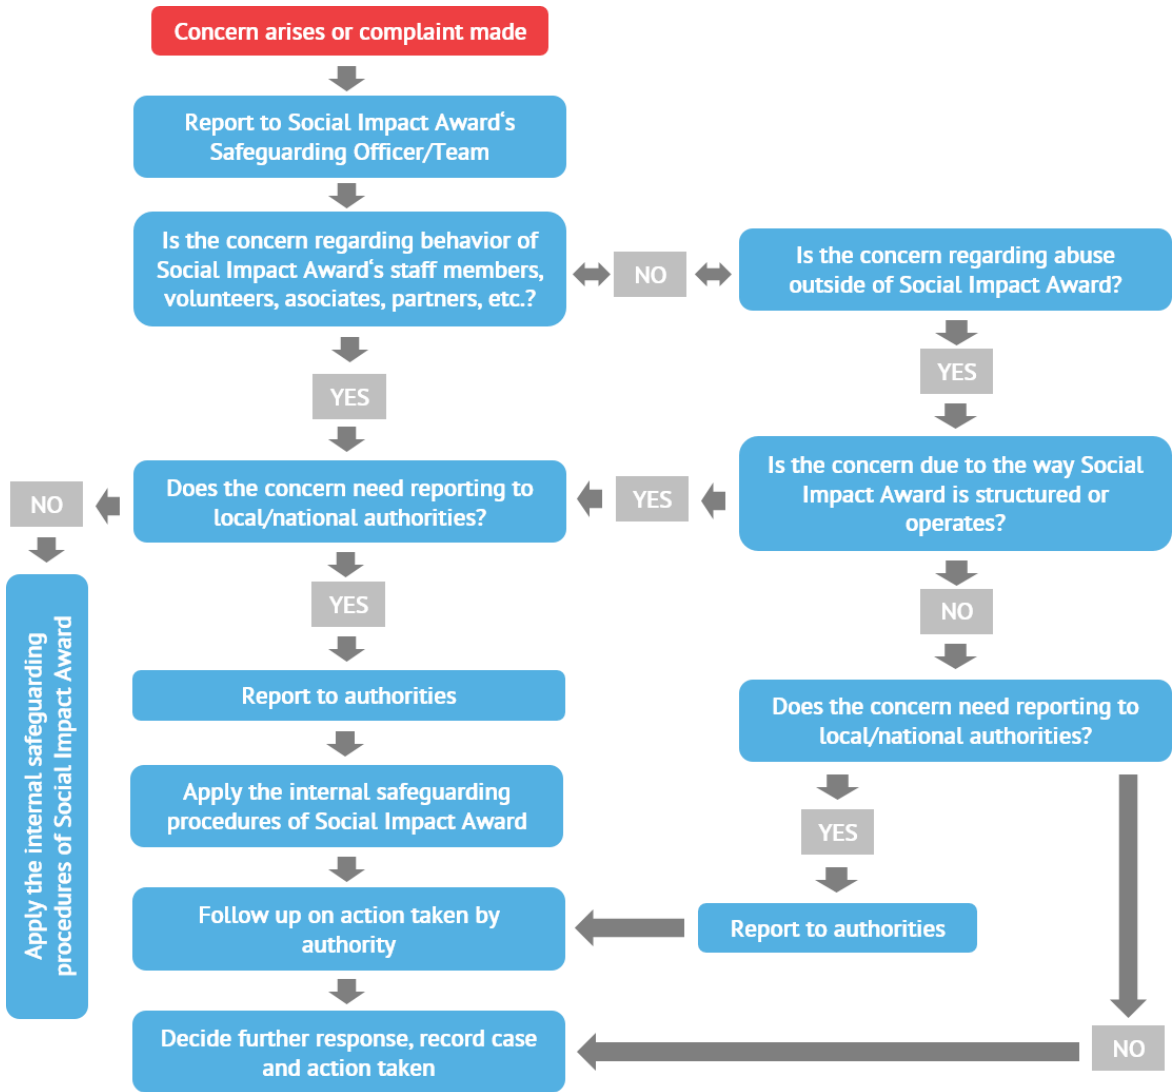 Concern arises or complaint made
Report to Social Impact Award‘s
Safeguarding Officer/Team
Is the concern regarding behavior of
Social Impact Award‘s staff members,
volunteers, asociates, partners, etc.?
NO
Is the concern regarding abuse
outside of Social Impact Award?
YES
YES
Does the concern need reporting to
local/national authorities?
NO
YES
Is the concern due to the way Social
Impact Award is structured or
operates?
YES
NO
Apply the internal safeguarding
procedures of Social Impact Award
Report to authorities
Does the concern need reporting to
local/national authorities?
Apply the internal safeguarding
procedures of Social Impact Award
YES
Follow up on action taken by
authority
Report to authorities
Decide further response, record case
and action taken
NO